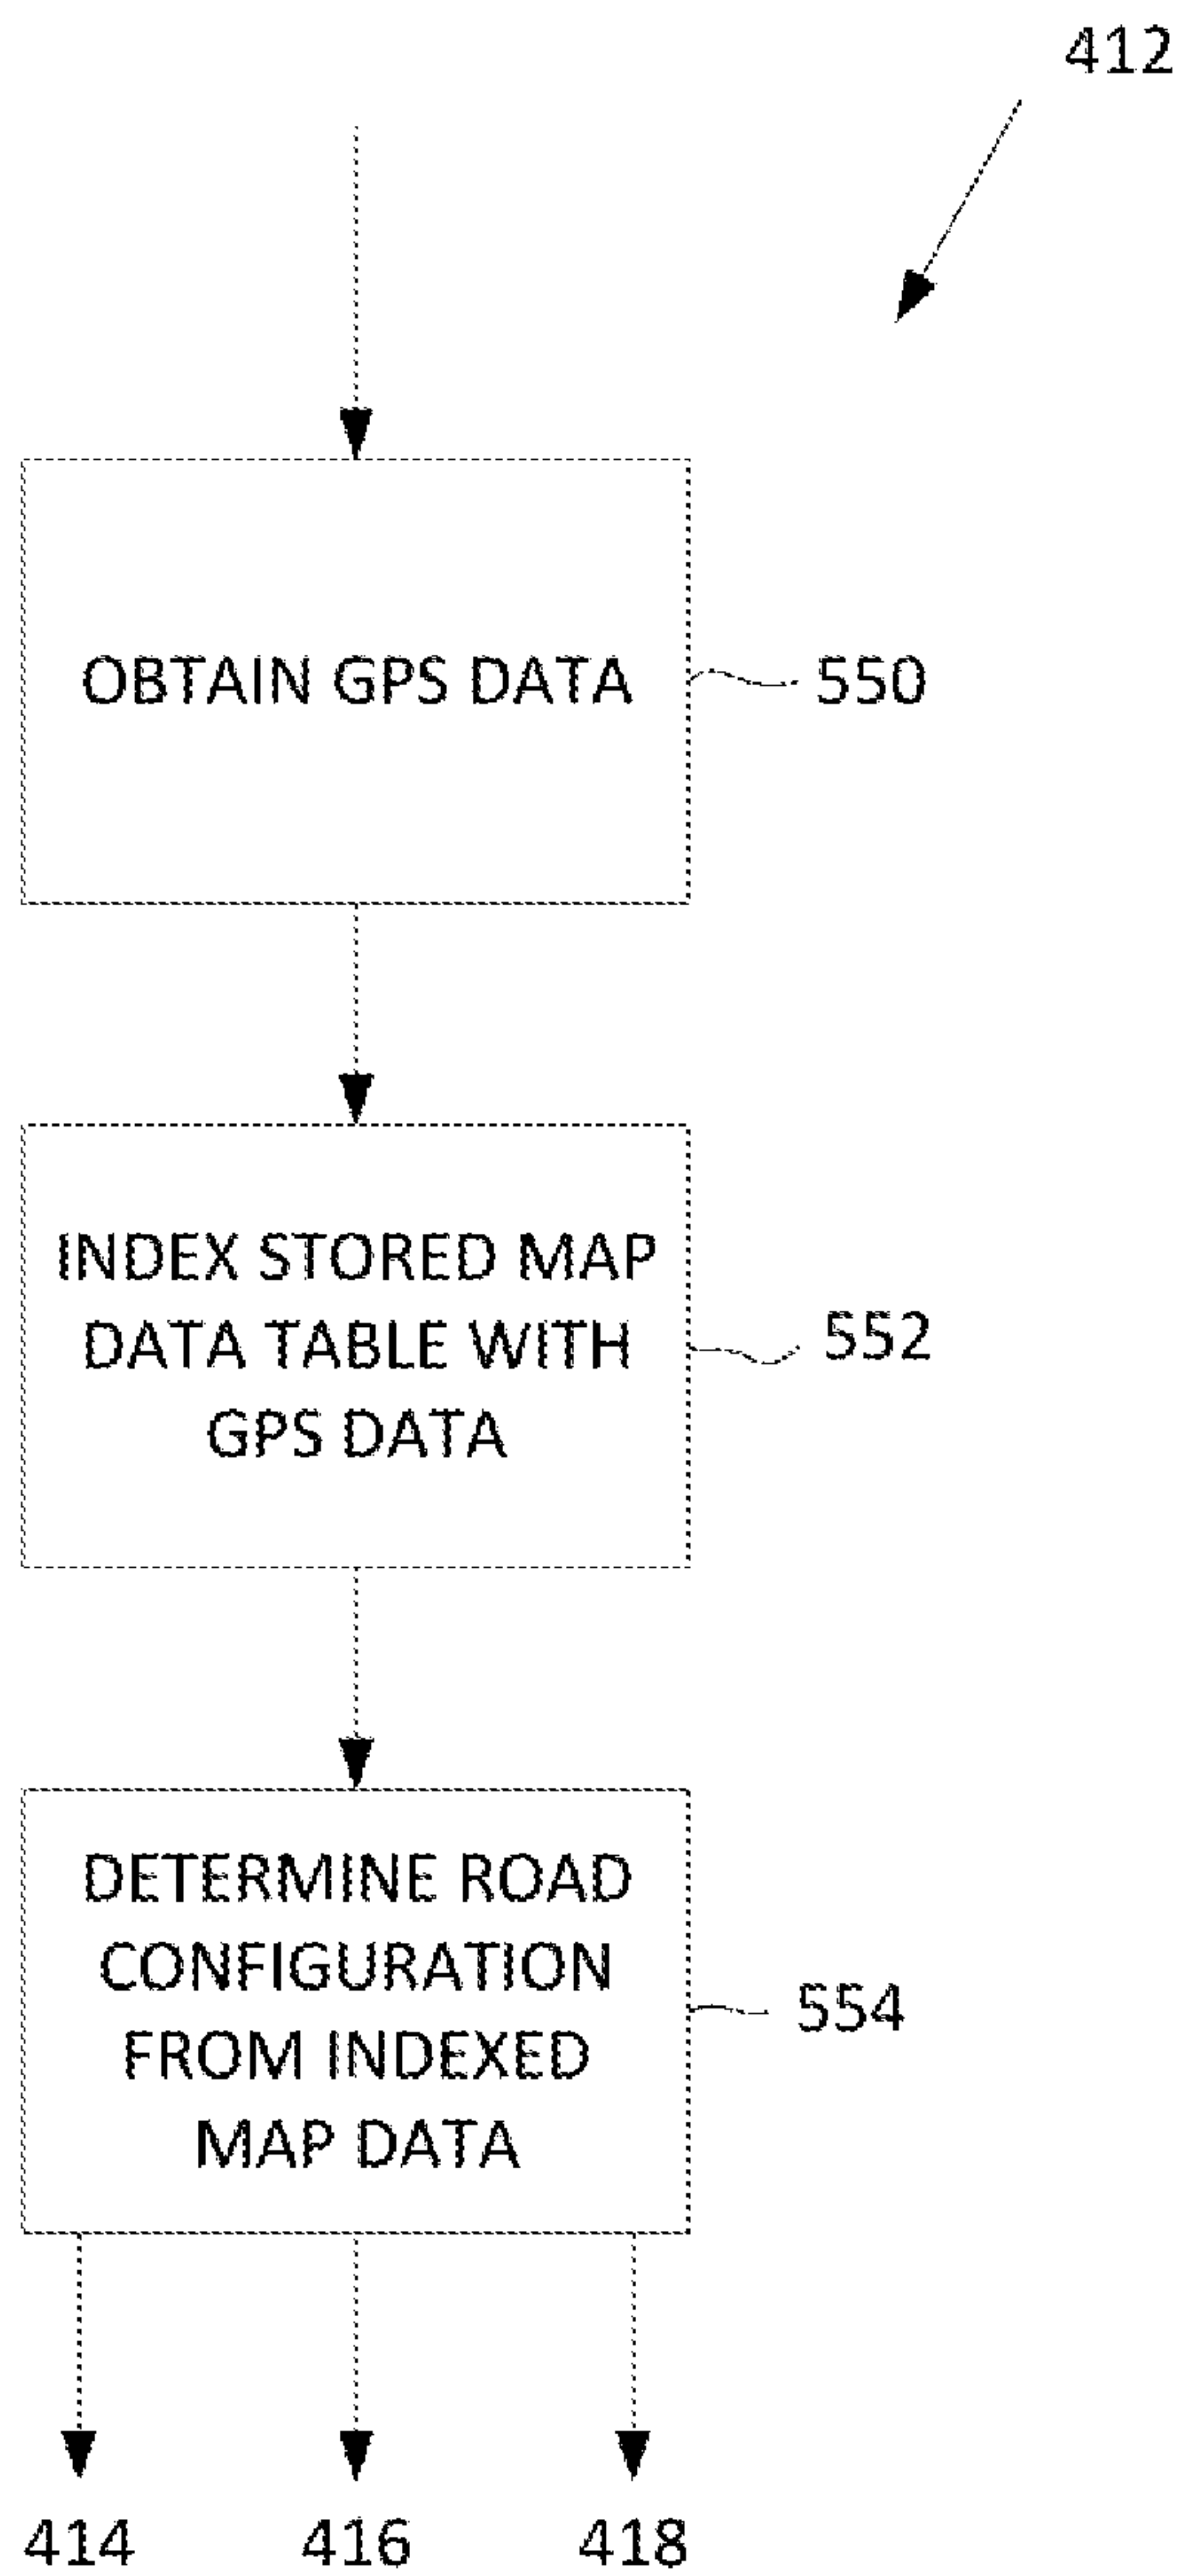 412
OBTAIN GPS DATA
550
INDEX STORED MAP
DATA TABLE WITH
GPS DATA
552
DETERMINE ROAD
CONFIGURATION
FROM INDEXED
MAP DATA
554
414
416
418